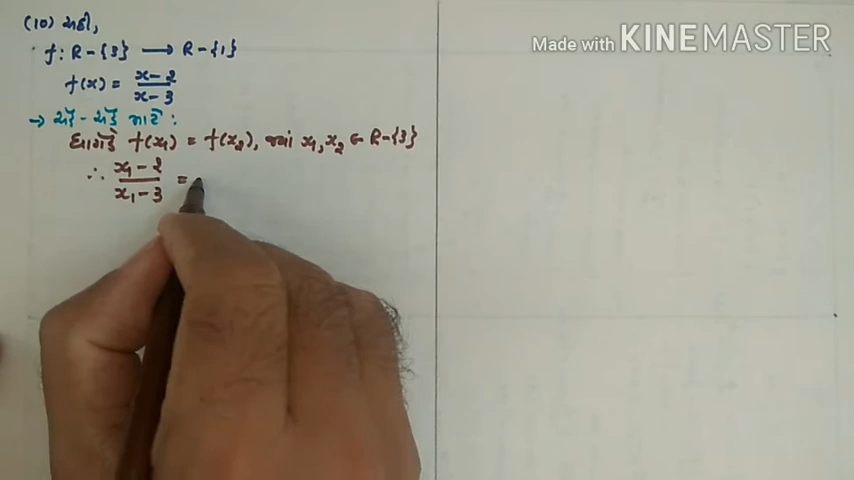 (10) અહીં,
f: R-{3} ⟶ R-{1}
f(x) = x-2 / x-3
→ એક-એક માટે:
ધારોકે f(x₁) = f(x₂), જ્યાં x₁, x₂ ∈ R-{3}
∴ x₁-2 / x₁-3 =
Made with KINEMASTER